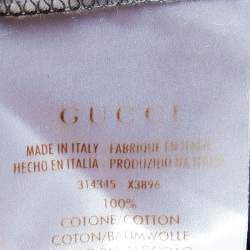 GUCCI
MADE IN ITALY FABRIQUE EN ITALIE
HECHO EN ITALIA PRODUZIDO NA ITALIA
314345 X3896
100%
COTONE/COTTON
COTON/BAUMWOLLE